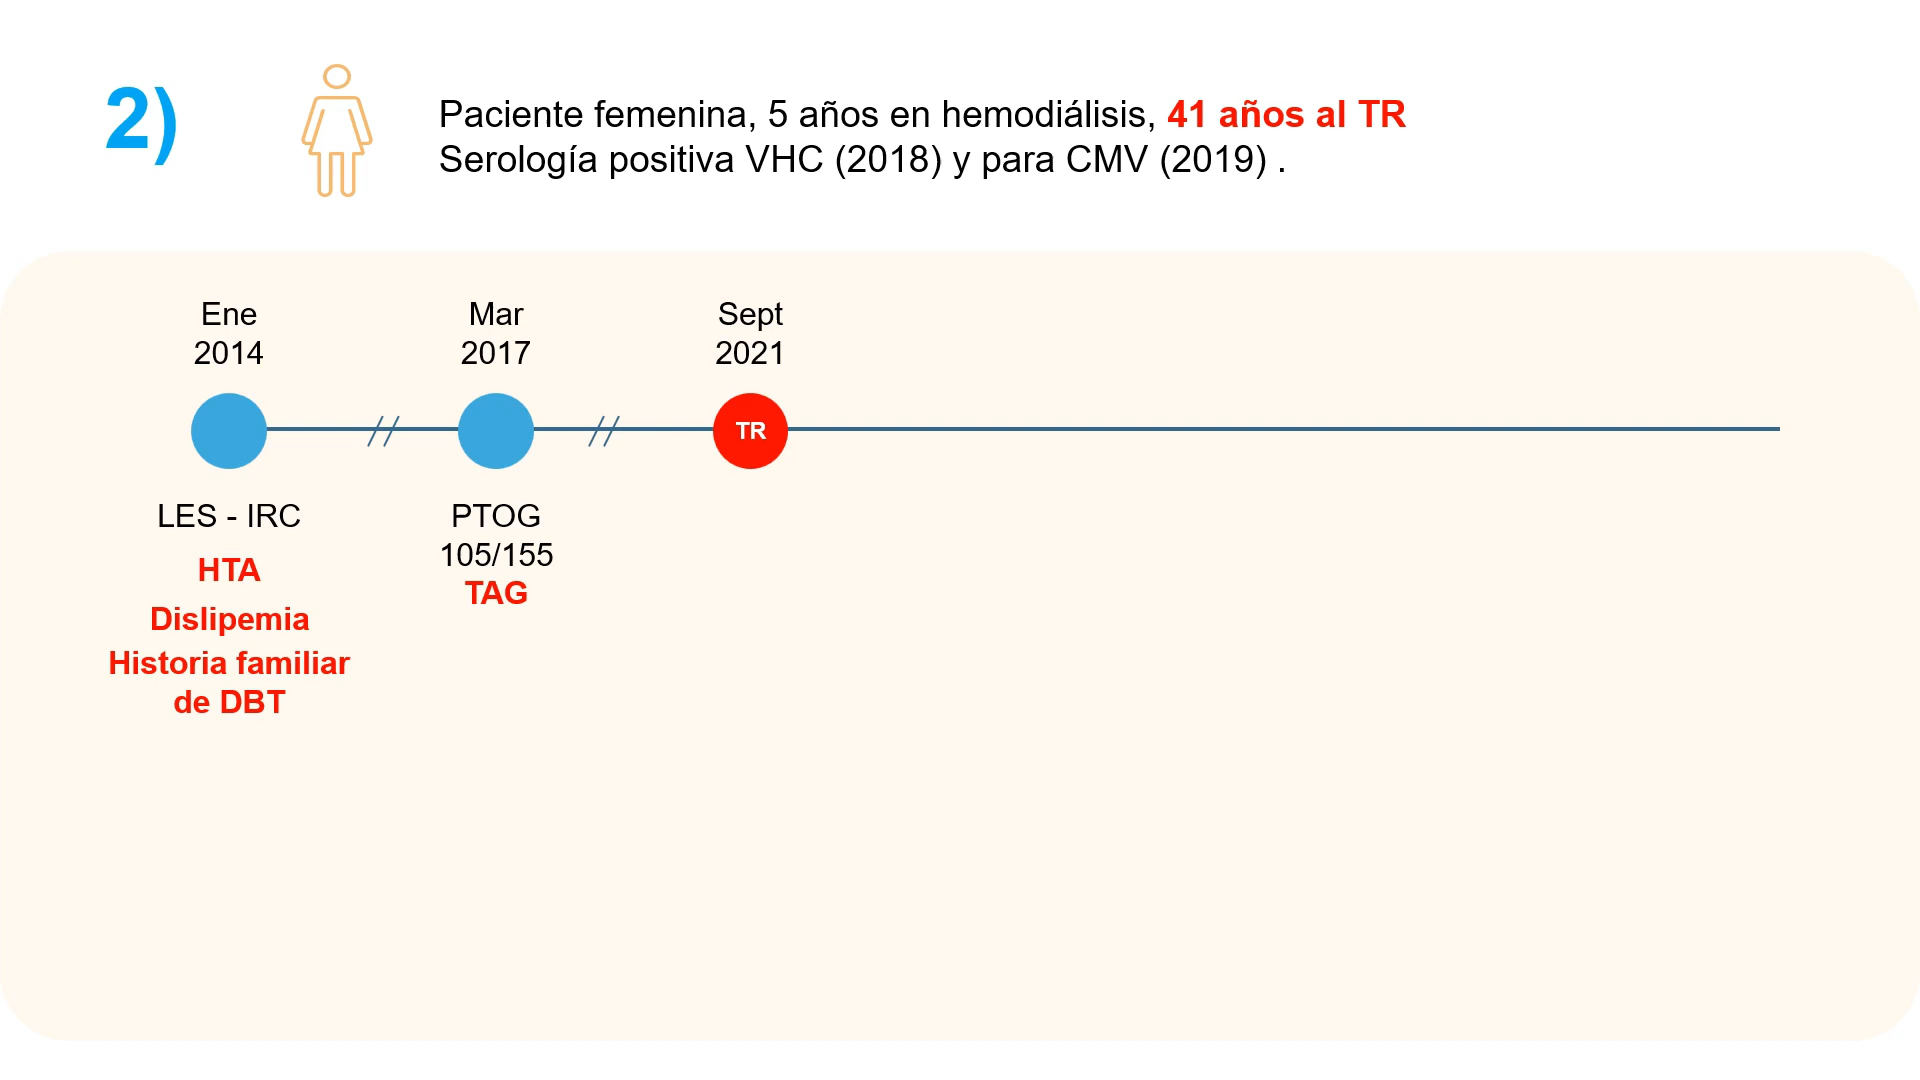 2)
Paciente femenina, 5 años en hemodiálisis, 41 años al TR
Serología positiva VHC (2018) y para CMV (2019) .
Ene
2014
Mar
2017
Sept
2021
TR
LES - IRC
HTA
Dislipemia
Historia familiar
de DBT
PTOG
105/155
TAG